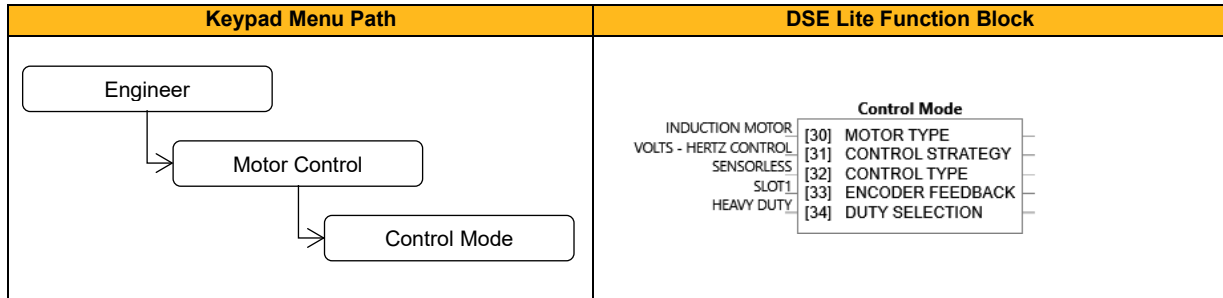 Keypad Menu Path
DSE Lite Function Block
Engineer
Motor Control
Control Mode
Control Mode
INDUCTION MOTOR [30] MOTOR TYPE
VOLTS - HERTZ CONTROL [31] CONTROL STRATEGY
SENSORLESS [32] CONTROL TYPE
SLOT1 [33] ENCODER FEEDBACK
HEAVY DUTY [34] DUTY SELECTION